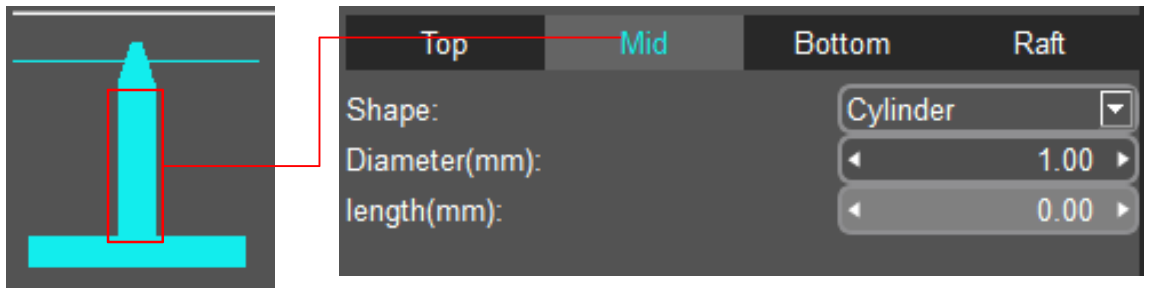 Top Mid Bottom Raft
Shape: Cylinder
Diameter(mm): 1.00
length(mm): 0.00